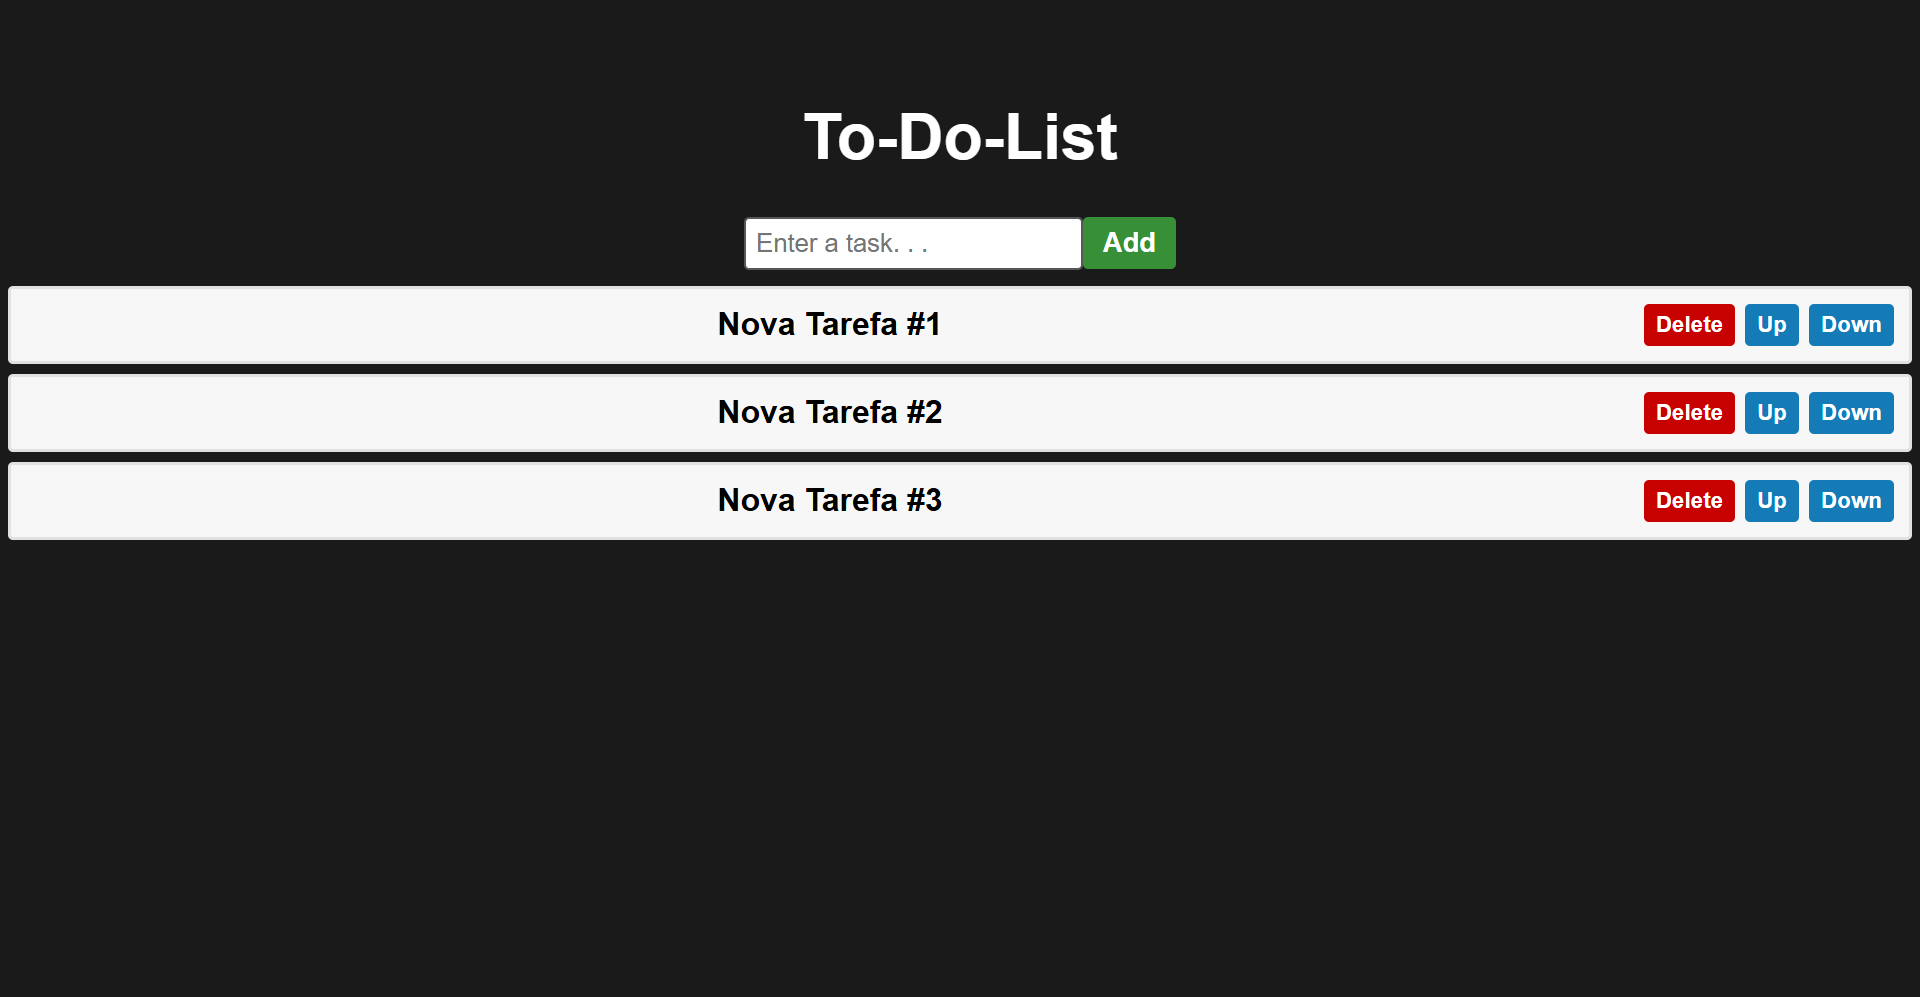 To-Do-List
Enter a task. . . Add
Nova Tarefa #1 Delete Up Down
Nova Tarefa #2 Delete Up Down
Nova Tarefa #3 Delete Up Down